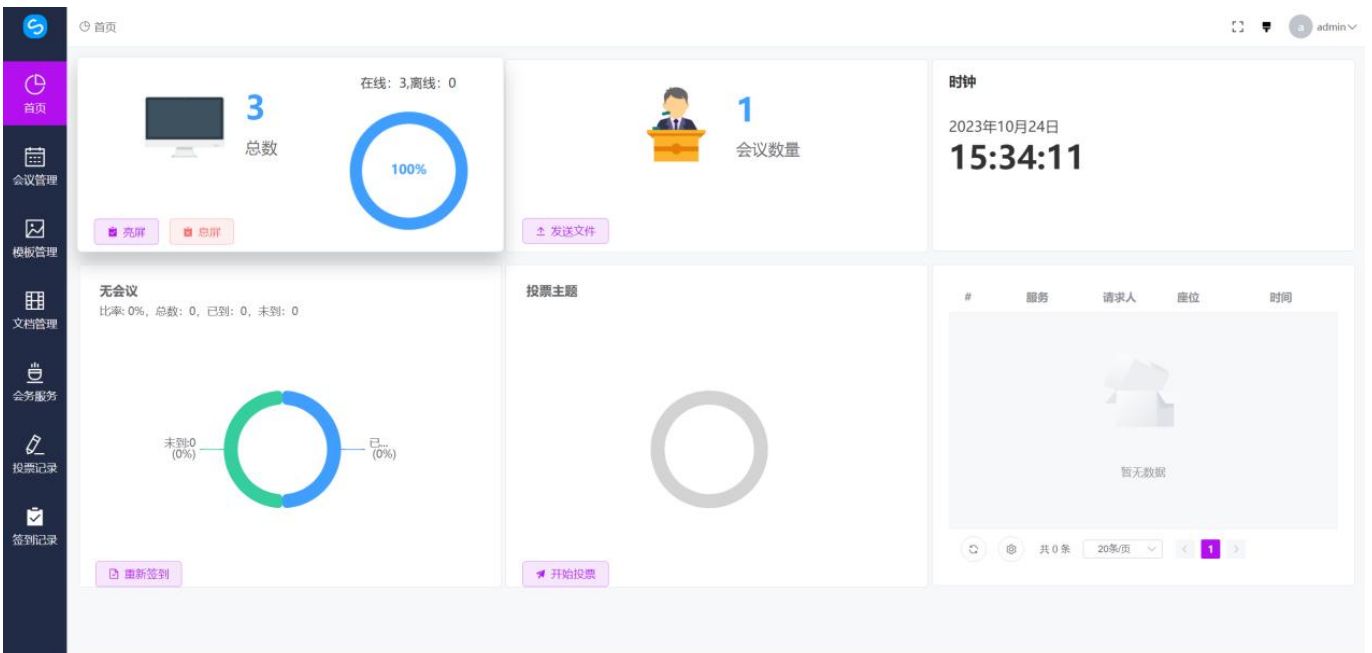 首页
admin
首页
会议管理
模板管理
文档管理
会务服务
投票记录
签到记录
3
总数
在线：3,离线：0
100%
亮屏
息屏
1
会议数量
发送文件
时钟
2023年10月24日
15:34:11
无会议
比率: 0%，总数：0，已到：0，未到：0
未到:0
(0%)
已...
(0%)
重新签到
投票主题
开始投票
# 服务 请求人 座位 时间
暂无数据
共 0 条 20条/页 1